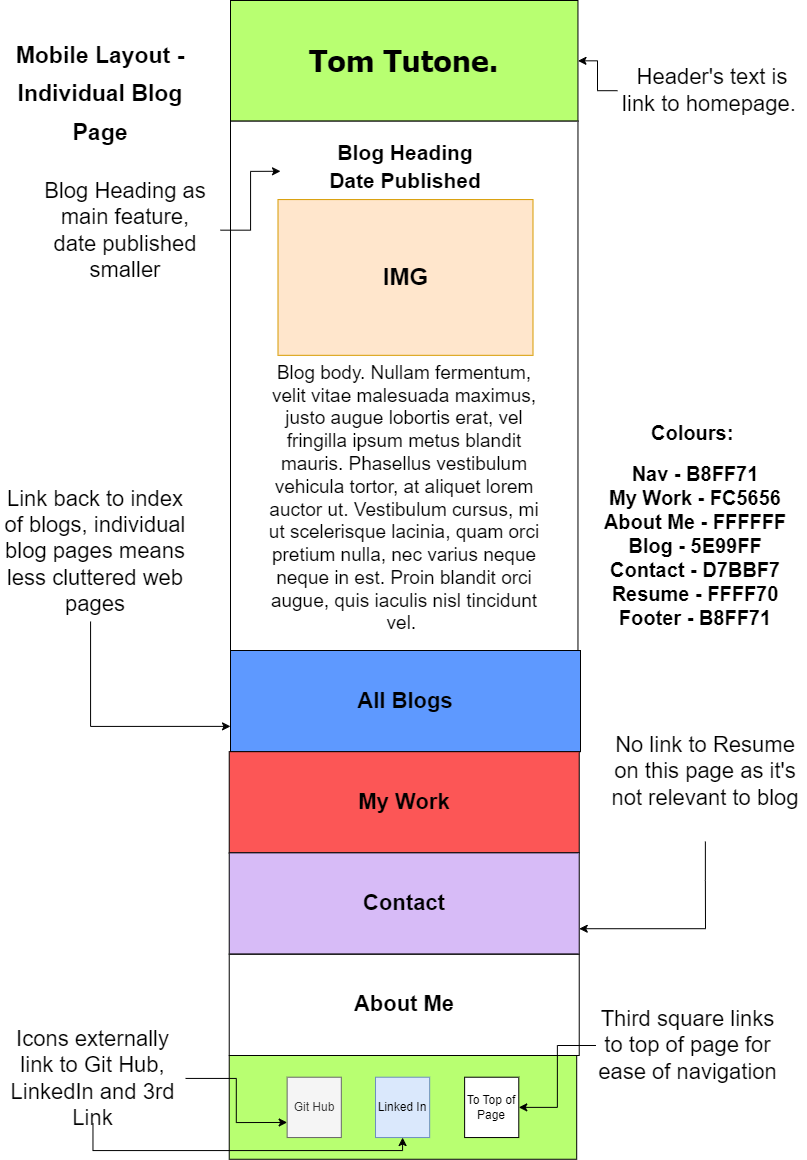 Mobile Layout -
Individual Blog
Page
Tom Tutone.
Header's text is
link to homepage.
Blog Heading
Date Published
Blog Heading as
main feature,
date published
smaller
IMG
Blog body. Nullam fermentum,
velit vitae malesuada maximus,
justo augue lobortis erat, vel
fringilla ipsum metus blandit
mauris. Phasellus vestibulum
vehicula tortor, at aliquet lorem
auctor ut. Vestibulum cursus, mi
ut scelerisque lacinia, quam orci
pretium nulla, nec varius neque
neque in est. Proin blandit orci
augue, quis iaculis nisl tincidunt
vel.
Colours:
Nav - B8FF71
My Work - FC5656
About Me - FFFFFF
Blog - 5E99FF
Contact - D7BBF7
Resume - FFFF70
Footer - B8FF71
Link back to index
of blogs, individual
blog pages means
less cluttered web
pages
All Blogs
My Work
No link to Resume
on this page as it's
not relevant to blog
Contact
About Me
Icons externally
link to Git Hub,
LinkedIn and 3rd
Link
Third square links
to top of page for
ease of navigation
Git Hub
Linked In
To Top of
Page